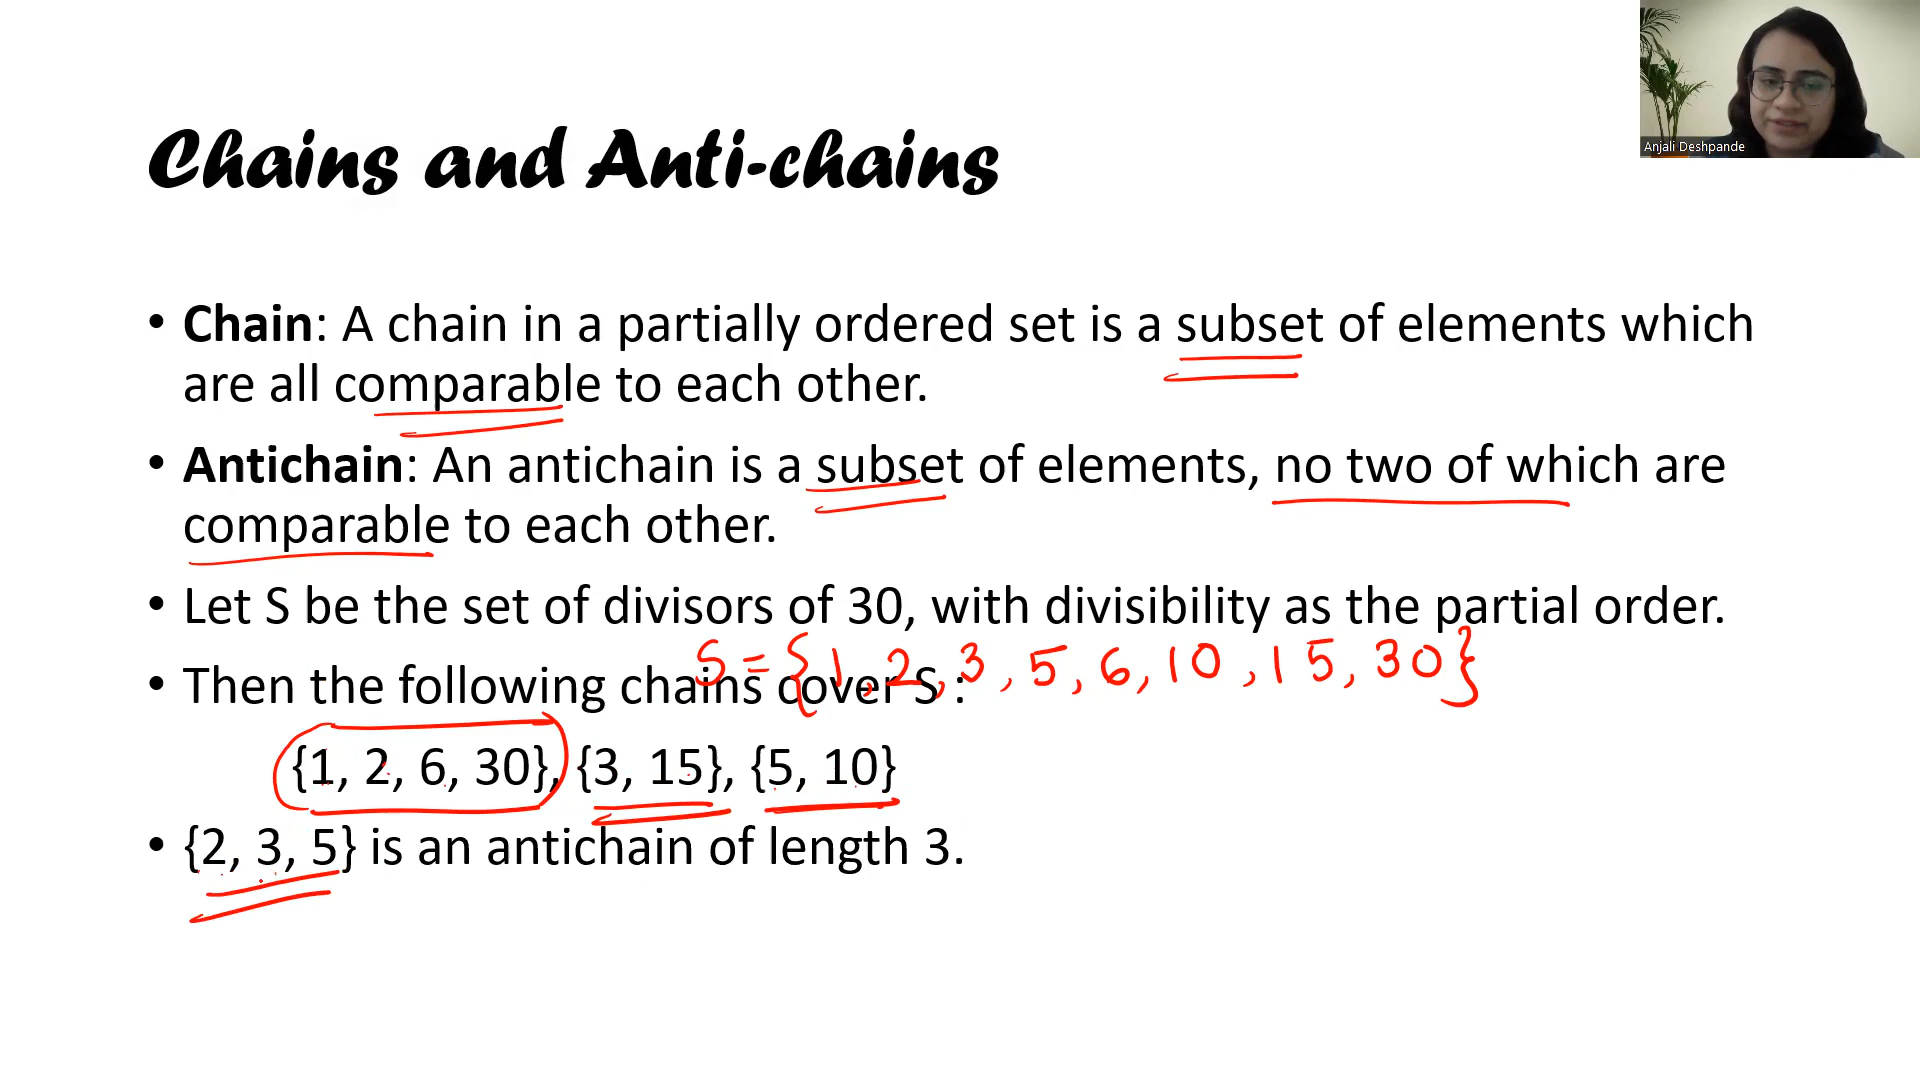 Anjali Deshpande
Chains and Anti-chains
• Chain: A chain in a partially ordered set is a subset of elements which
are all comparable to each other.
• Antichain: An antichain is a subset of elements, no two of which are
comparable to each other.
• Let S be the set of divisors of 30, with divisibility as the partial order.
S = {1, 2, 3, 5, 6, 10, 15, 30}
• Then the following chains cover S :
{1, 2, 6, 30}, {3, 15}, {5, 10}
• {2, 3, 5} is an antichain of length 3.